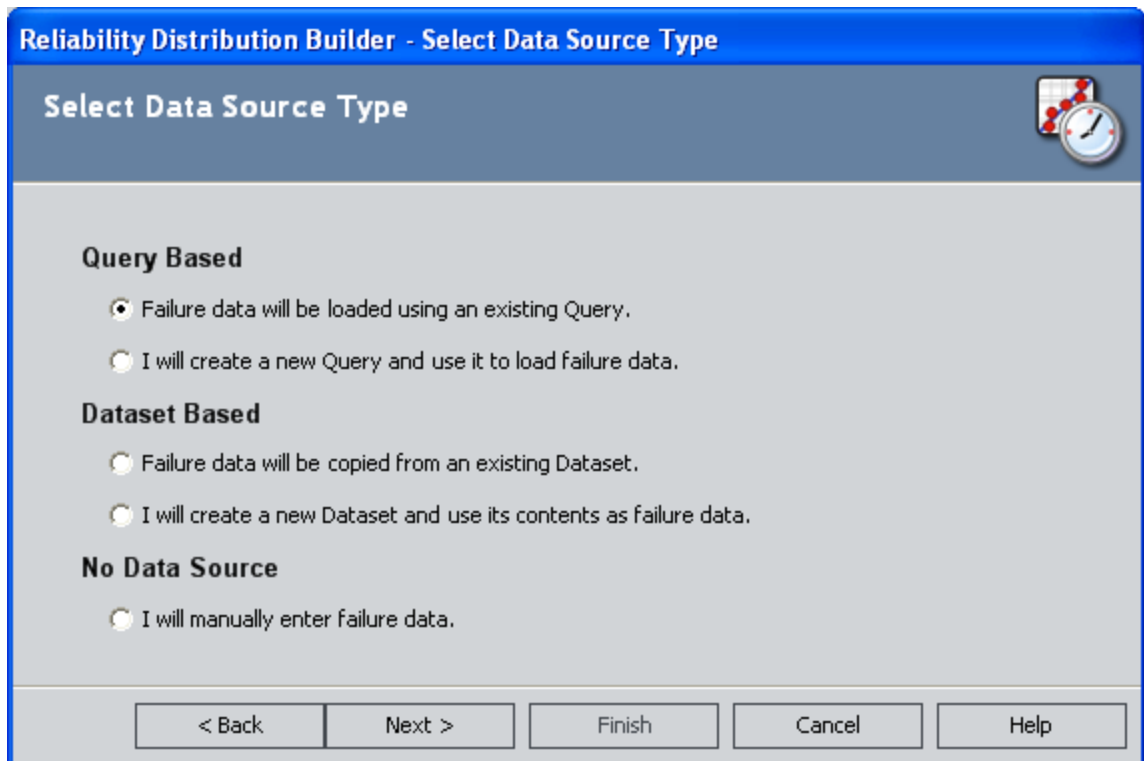 Reliability Distribution Builder - Select Data Source Type
Select Data Source Type
Query Based
Failure data will be loaded using an existing Query.
I will create a new Query and use it to load failure data.
Dataset Based
Failure data will be copied from an existing Dataset.
I will create a new Dataset and use its contents as failure data.
No Data Source
I will manually enter failure data.
< Back Next > Finish Cancel Help